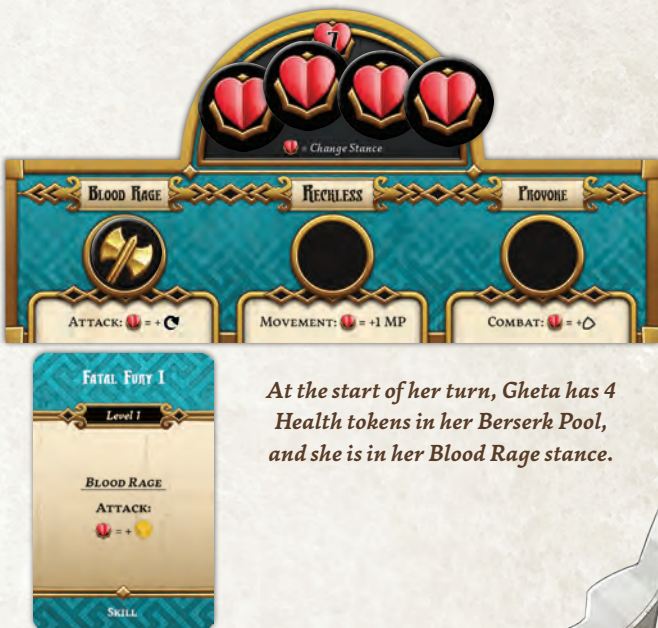 7
= Change Stance
BLOOD RAGE
RECKLESS
PROVOKE
ATTACK: = +
MOVEMENT: = +1 MP
COMBAT: = +
FATAL FURY I
Level 1
At the start of her turn, Gheta has 4
Health tokens in her Berserk Pool,
and she is in her Blood Rage stance.
BLOOD RAGE
ATTACK:
= +
SKILL